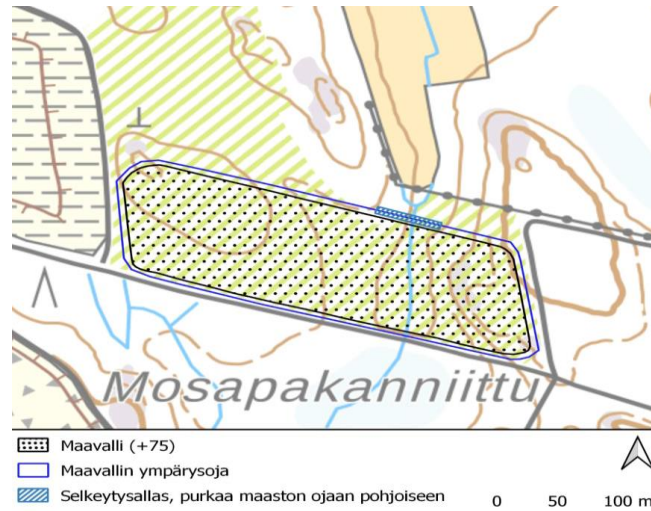 Mosapakanniittu
Maavalli (+75)
Maavallin ympärysoja
Selkeytysallas, purkaa maaston ojaan pohjoiseen
0 50 100 m